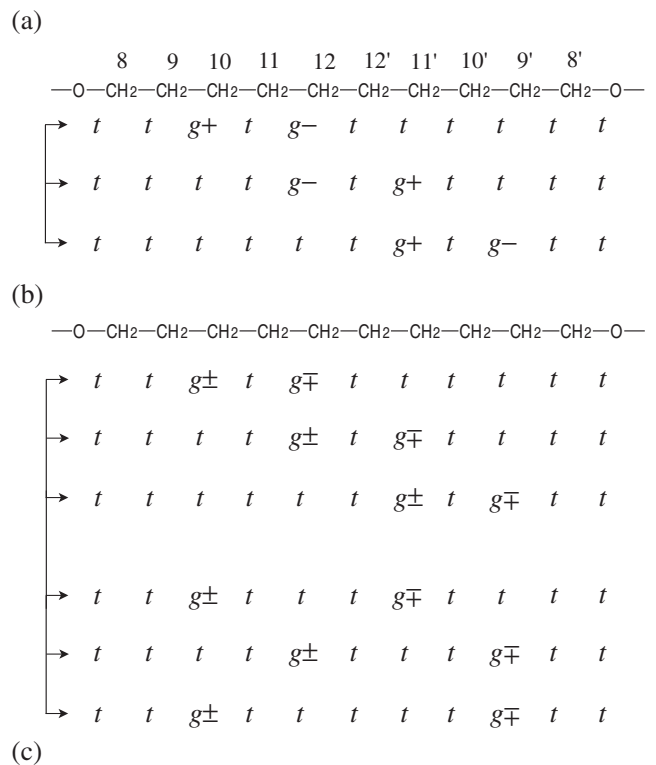 (a)
8 9 10 11 12 12' 11' 10' 9' 8'
—O—CH2—CH2—CH2—CH2—CH2—CH2—CH2—CH2—CH2—CH2—O—
t t g+ t g− t t t t t t
t t t t g− t g+ t t t t
t t t t t t g+ t g− t t
(b)
—O—CH2—CH2—CH2—CH2—CH2—CH2—CH2—CH2—CH2—CH2—O—
t t g± t g∓ t t t t t t
t t t t g± t g∓ t t t t
t t t t t t g± t g∓ t t
t t g± t t t g∓ t t t t
t t t t g± t t t g∓ t t
t t g± t t t t t g∓ t t
(c)